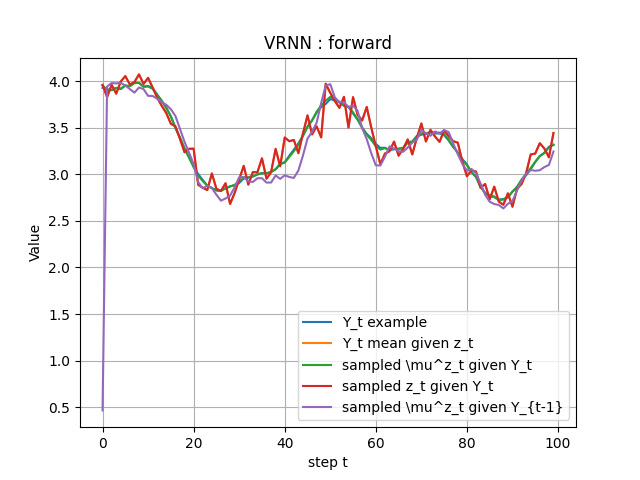 VRNN : forward
Value
4.0
3.5
3.0
2.5
2.0
1.5
1.0
0.5
Y_t example
Y_t mean given z_t
sampled \mu^z_t given Y_t
sampled z_t given Y_t
sampled \mu^z_t given Y_{t-1}
0 20 40 60 80 100
step t